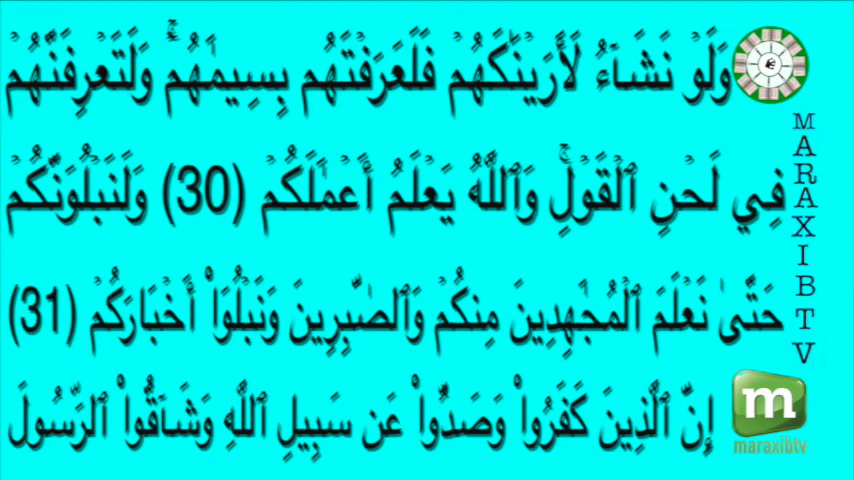 وَلَوۡ نَشَآءُ لَأَرَيۡنَٰكَهُمۡ فَلَعَرَفۡتَهُم بِسِيمَٰهُمۡۚ وَلَتَعۡرِفَنَّهُمۡ
فِي لَحۡنِ ٱلۡقَوۡلِۚ وَٱللَّهُ يَعۡلَمُ أَعۡمَٰلَكُمۡ (30) وَلَنَبۡلُوَنَّكُمۡ
حَتَّىٰ نَعۡلَمَ ٱلۡمُجَٰهِدِينَ مِنكُمۡ وَٱلصَّٰبِرِينَ وَنَبۡلُوَاْ أَخۡبَارَكُمۡ (31)
إِنَّ ٱلَّذِينَ كَفَرُواْ وَصَدُّواْ عَن سَبِيلِ ٱللَّهِ وَشَآقُّواْ ٱلرَّسُولَ
MARAXIBTV
m
maraxibtv